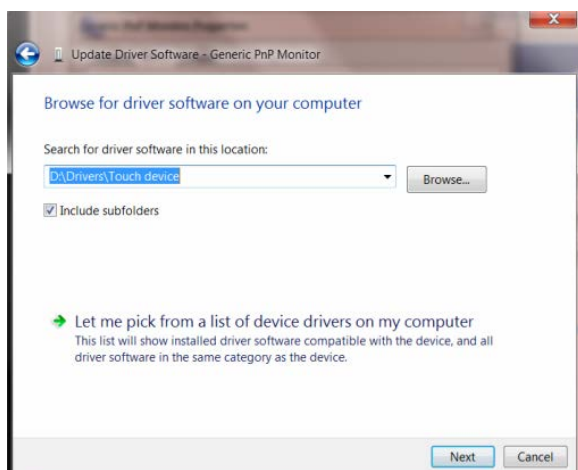 Update Driver Software - Generic PnP Monitor
Browse for driver software on your computer
Search for driver software in this location:
D:\Drivers\Touch device
Browse...
Include subfolders
Let me pick from a list of device drivers on my computer
This list will show installed driver software compatible with the device, and all
driver software in the same category as the device.
Next
Cancel